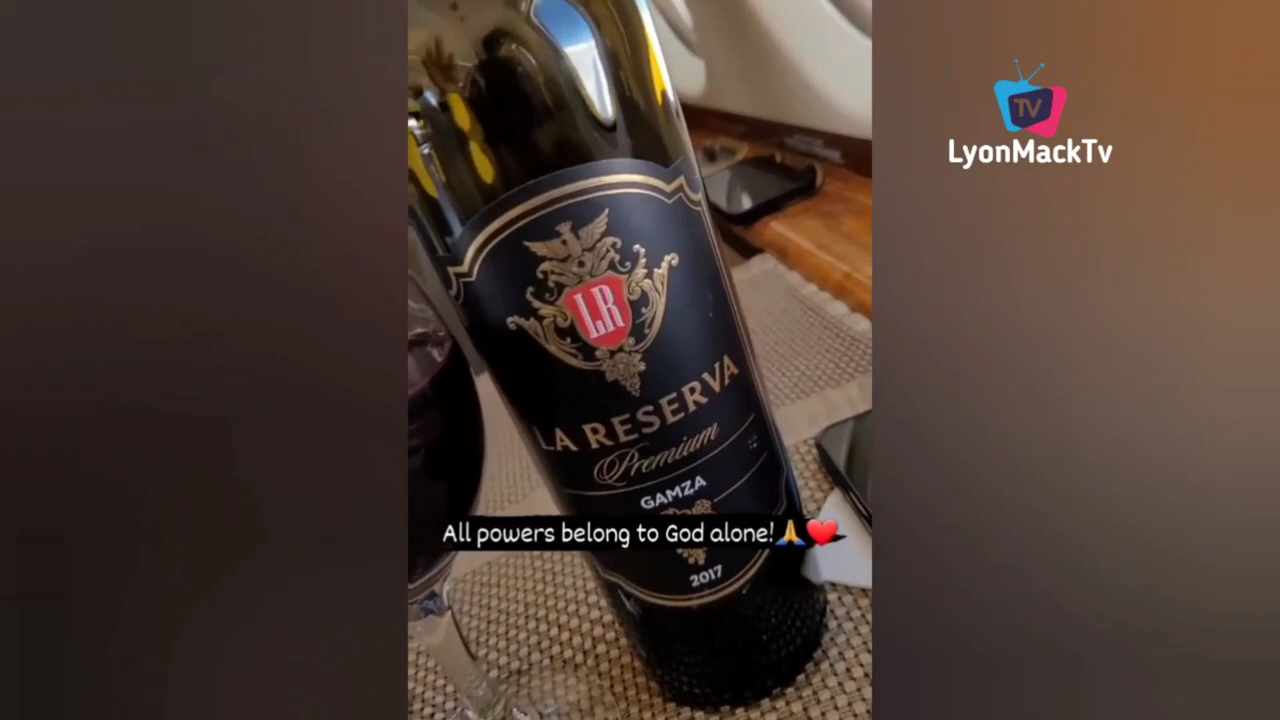 TV
LyonMackTv
LR
LA RESERVA
Premium
GAMZA
All powers belong to God alone!🙏❤️
2017